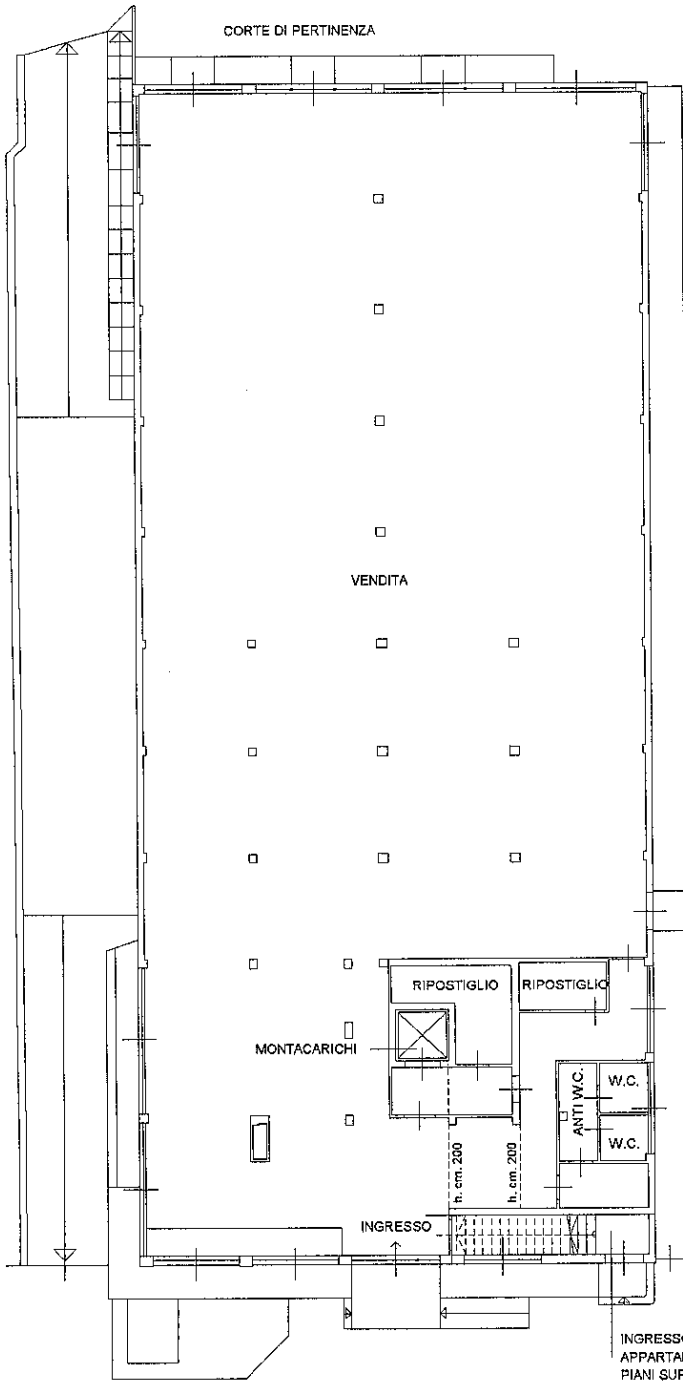 CORTE DI PERTINENZA
VENDITA
RIPOSTIGLIO
RIPOSTIGLIO
MONTACARICHI
ANTI W.C.
W.C.
W.C.
h. cm. 200
h. cm. 200
INGRESSO
INGRESSO
APPARTA
PIANI SUP